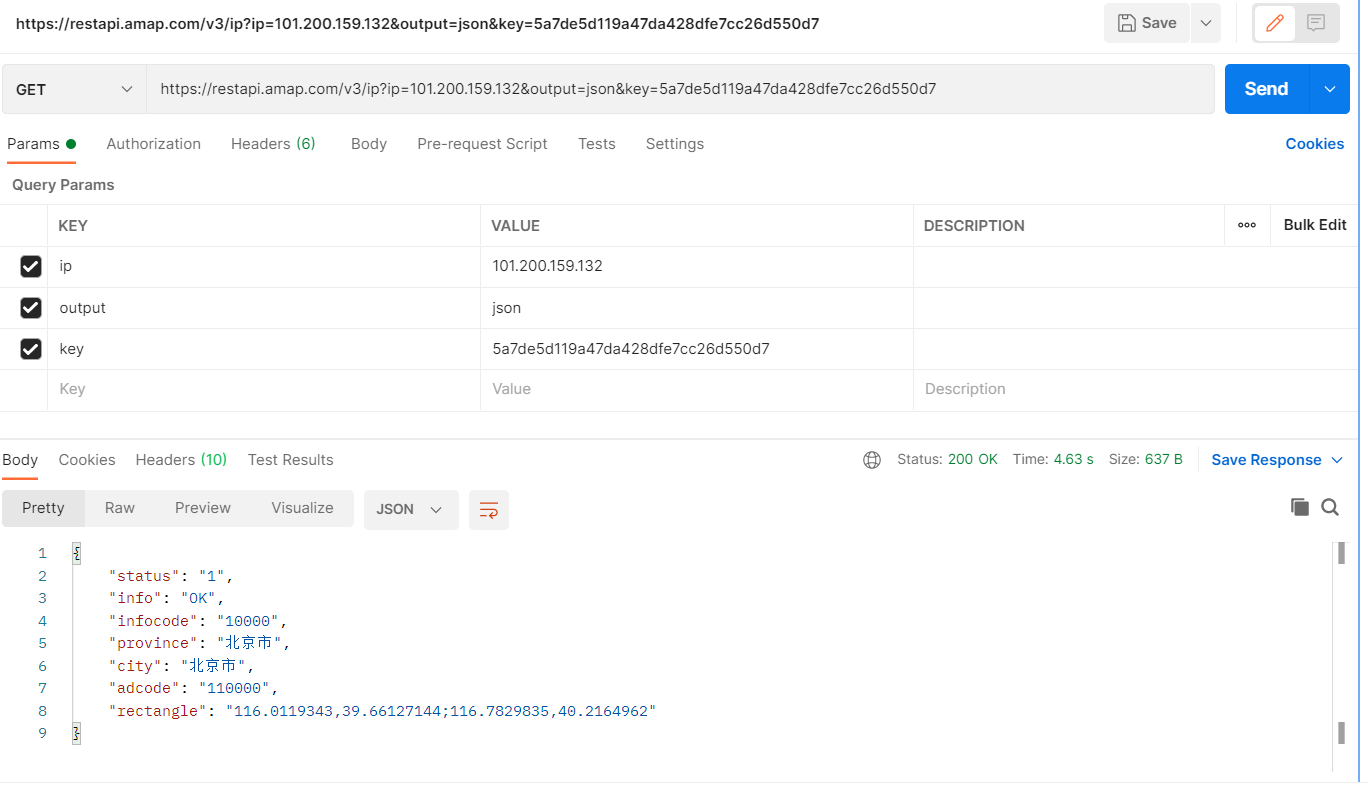 https://restapi.amap.com/v3/ip?ip=101.200.159.132&output=json&key=5a7de5d119a47da428dfe7cc26d550d7 Save
GET https://restapi.amap.com/v3/ip?ip=101.200.159.132&output=json&key=5a7de5d119a47da428dfe7cc26d550d7 Send
Params Authorization Headers (6) Body Pre-request Script Tests Settings Cookies
Query Params
KEY VALUE DESCRIPTION Bulk Edit
ip 101.200.159.132
output json
key 5a7de5d119a47da428dfe7cc26d550d7
Key Value Description
Body Cookies Headers (10) Test Results Status: 200 OK Time: 4.63 s Size: 637 B Save Response
Pretty Raw Preview Visualize JSON
1 {
2 "status": "1",
3 "info": "OK",
4 "infocode": "10000",
5 "province": "北京市",
6 "city": "北京市",
7 "adcode": "110000",
8 "rectangle": "116.0119343,39.66127144;116.7829835,40.2164962"
9 }